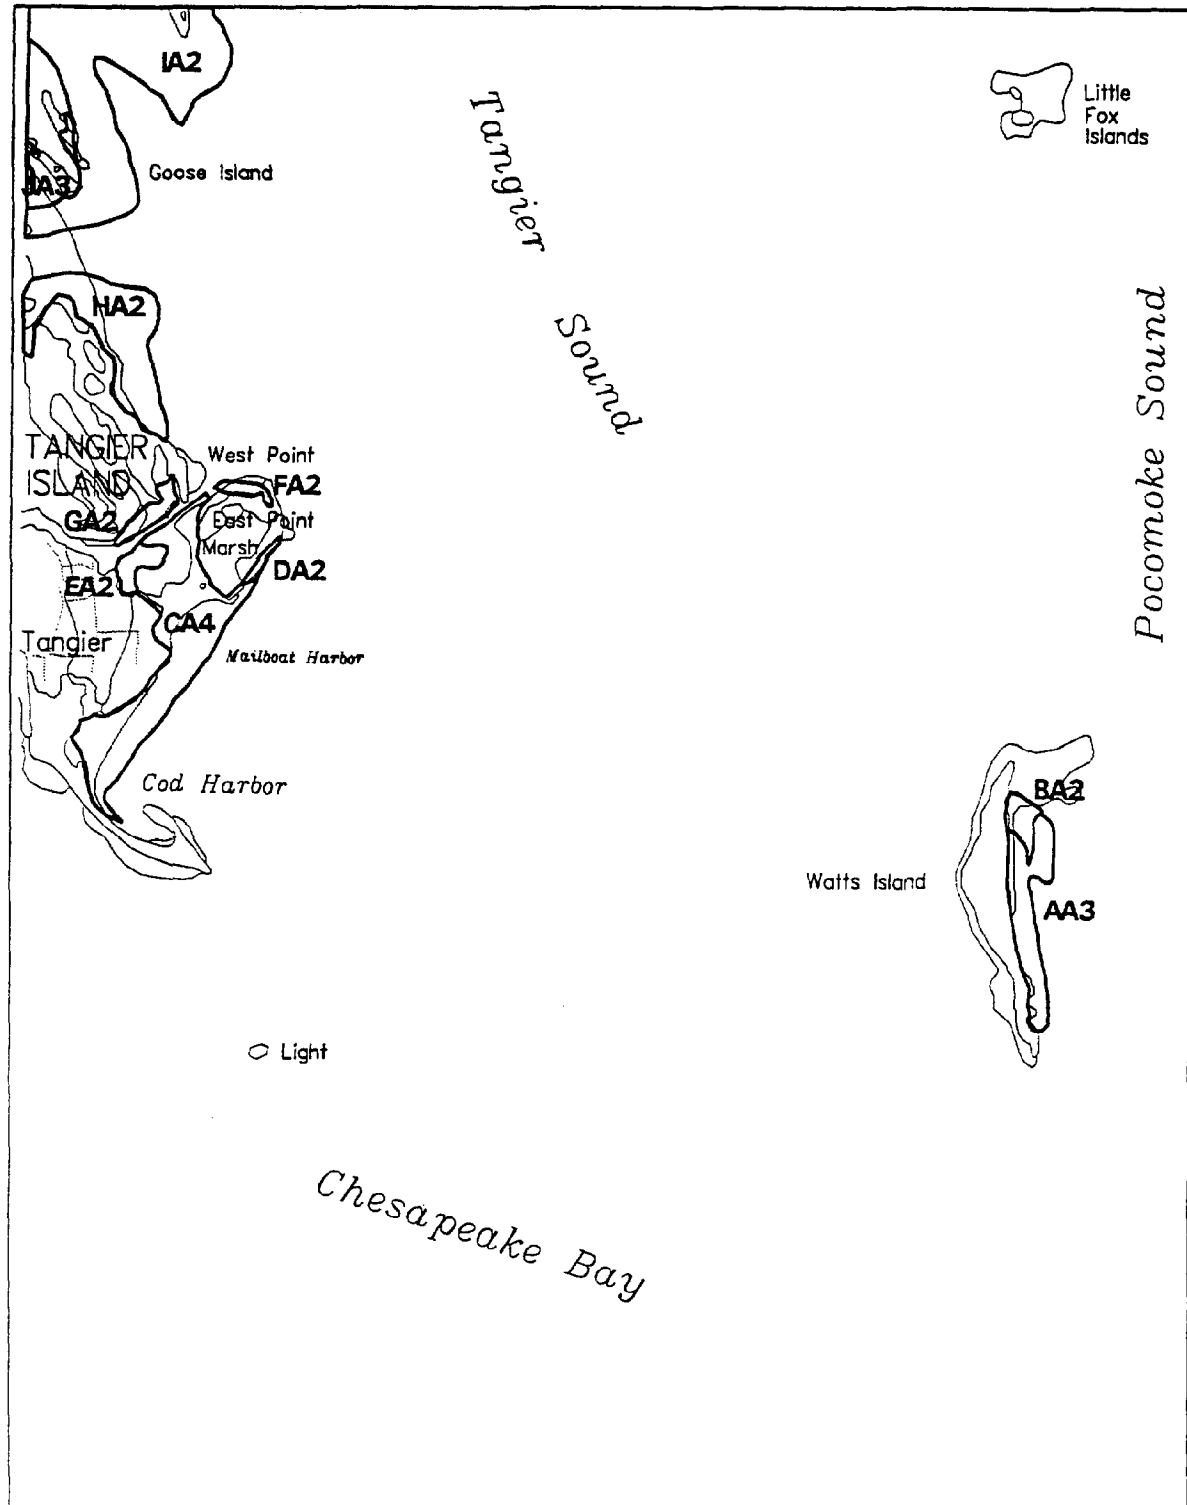 IA2
Little
Fox
Islands
Tangier
Sound
Goose Island
JA3
HA2
Pocomoke Sound
TANGIER
ISLAND
West Point
FA2
GA2
East Point
Marsh
DA2
EA2
CA4
Tangier
Mailboat Harbor
Cod Harbor
BA2
Watts Island
AA3
Light
Chesapeake Bay